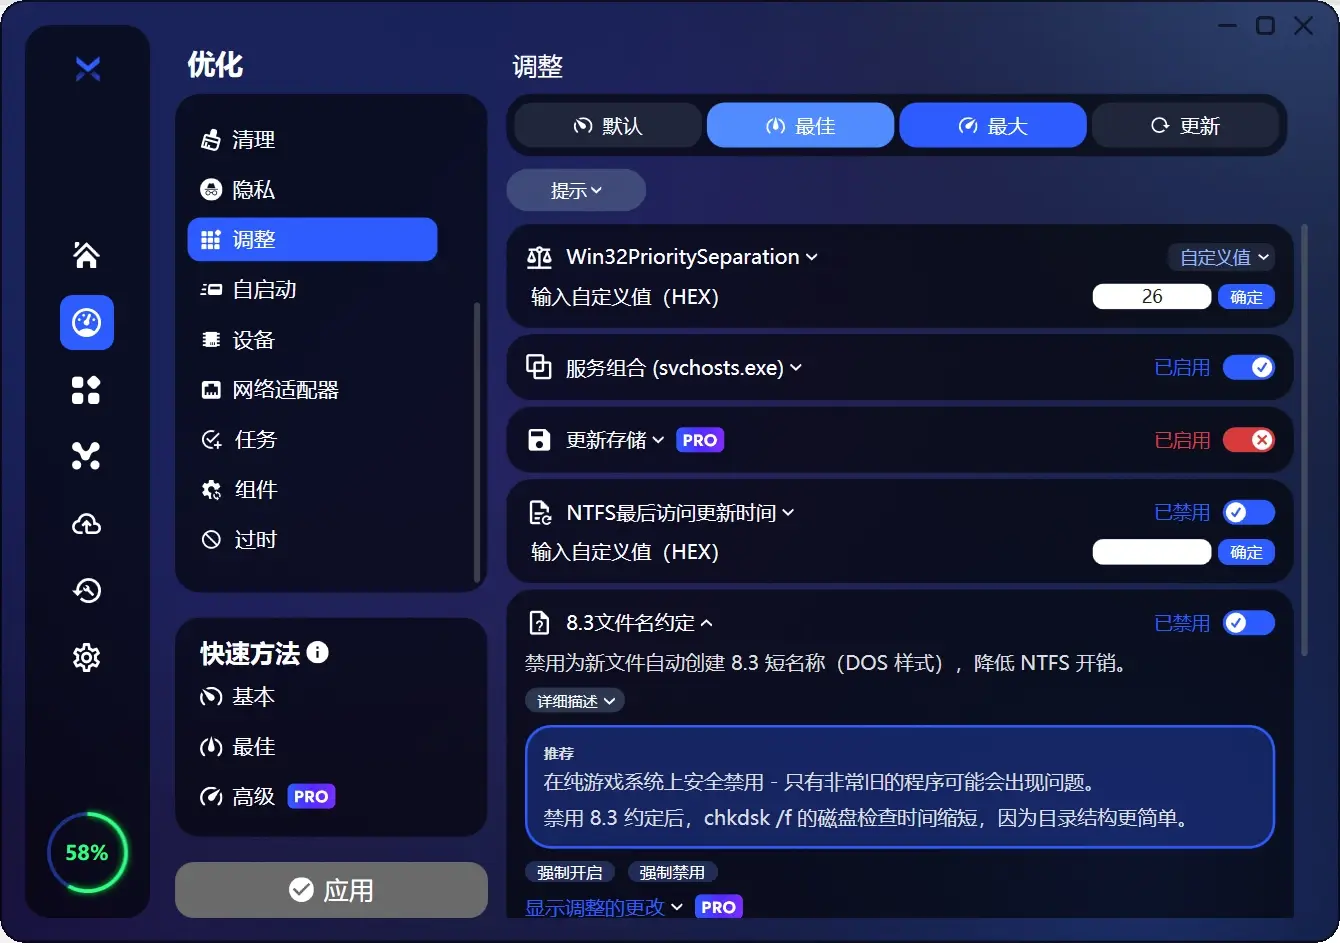 优化
清理
隐私
调整
自启动
设备
网络适配器
任务
组件
过时
快速方法
基本
最佳
高级 PRO
58%
应用
调整
默认 最佳 最大 更新
提示
Win32PrioritySeparation 自定义值
输入自定义值（HEX） 26 确定
服务组合 (svchosts.exe) 已启用
更新存储 PRO 已启用
NTFS最后访问更新时间 已禁用
输入自定义值（HEX） 确定
8.3文件名约定 已禁用
禁用为新文件自动创建 8.3 短名称（DOS 样式），降低 NTFS 开销。
详细描述
推荐
在纯游戏系统上安全禁用 - 只有非常旧的程序可能会出现问题。
禁用 8.3 约定后，chkdsk /f 的磁盘检查时间缩短，因为目录结构更简单。
强制开启 强制禁用
显示调整的更改 PRO